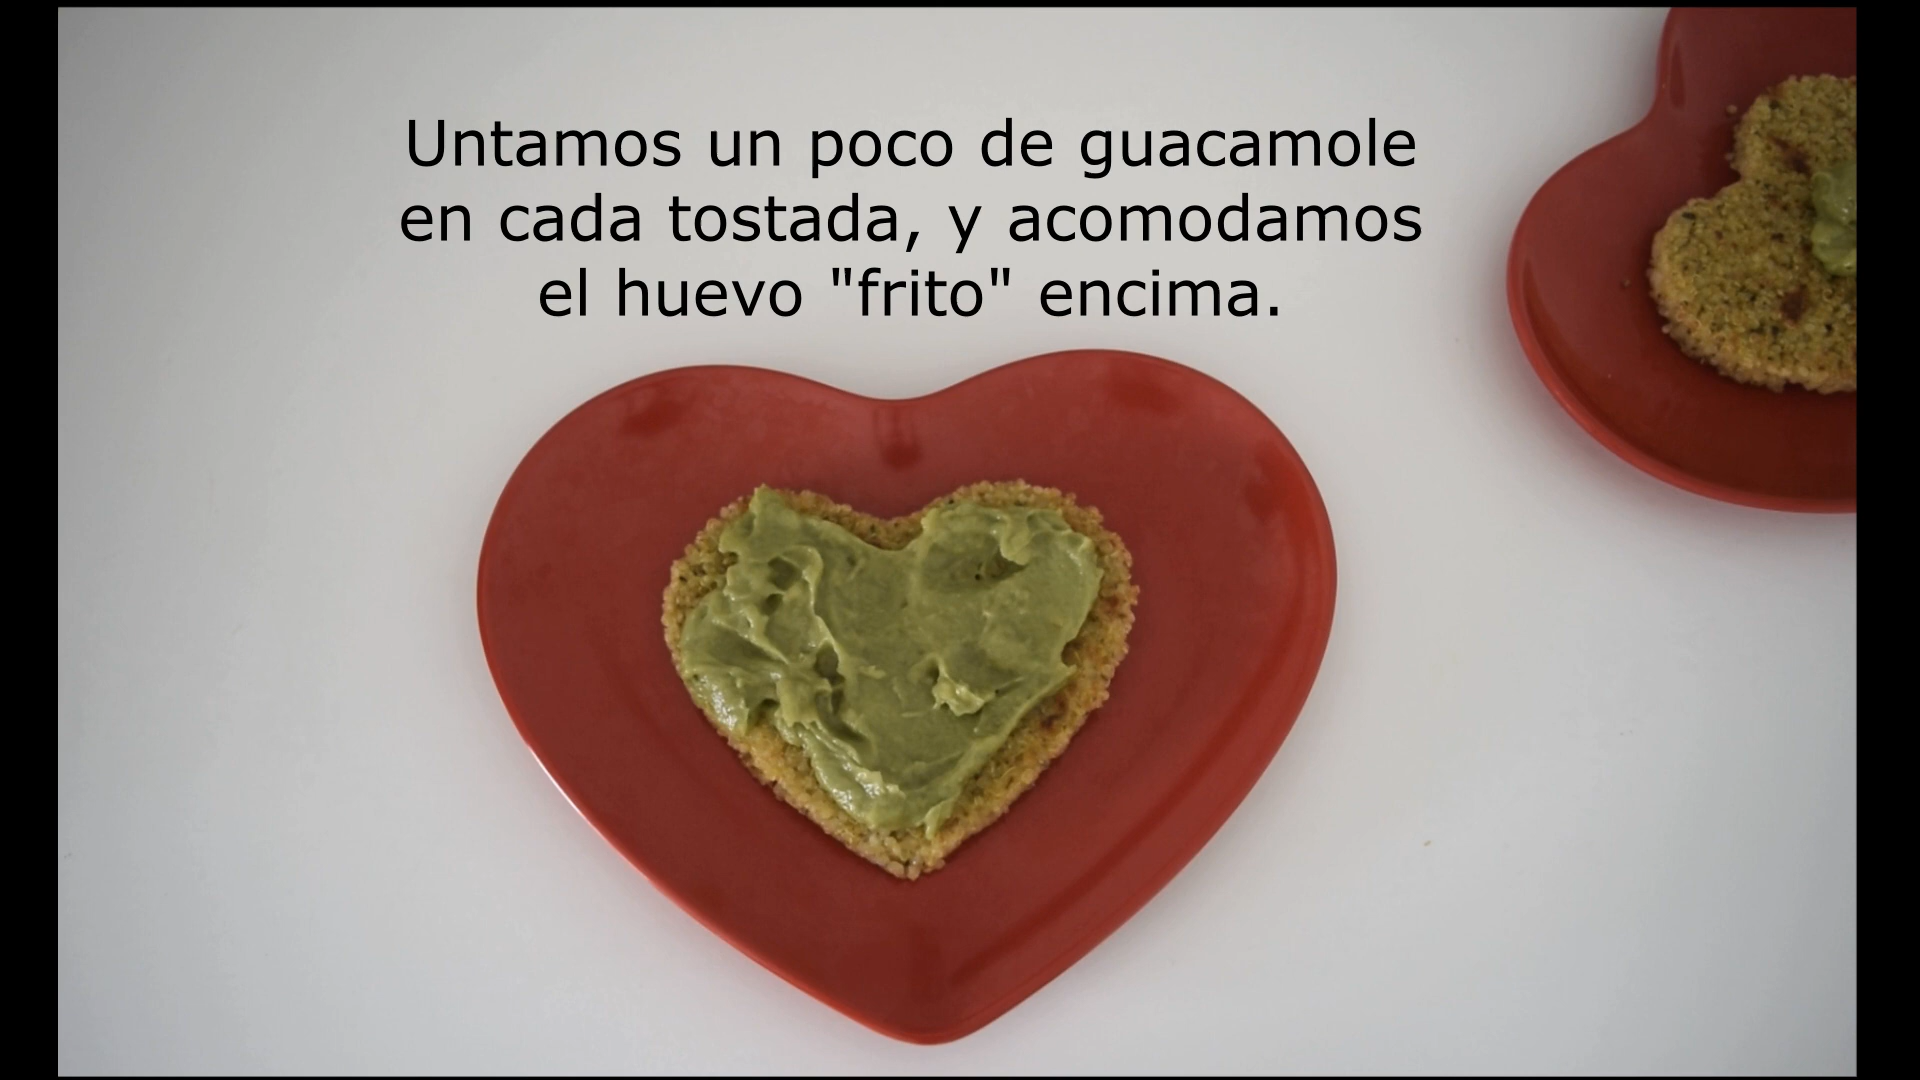 Untamos un poco de guacamole
en cada tostada, y acomodamos
el huevo "frito" encima.